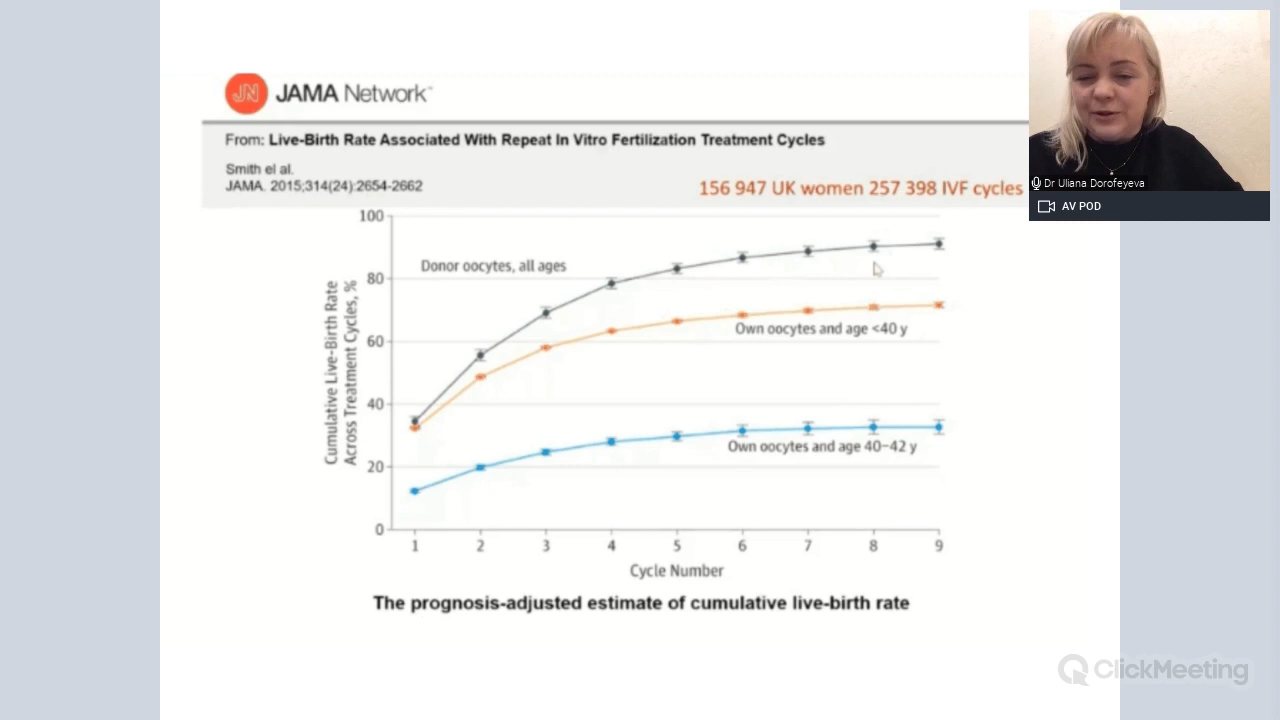 JN JAMA Network™
From: Live-Birth Rate Associated With Repeat In Vitro Fertilization Treatment Cycles
Smith el al.
JAMA. 2015;314(24):2654-2662
156 947 UK women 257 398 IVF cycles
Dr Uliana Dorofeyeva
AV POD
Cumulative Live-Birth Rate
Across Treatment Cycles, %
100
80
60
40
20
0
Donor oocytes, all ages
Own oocytes and age <40 y
Own oocytes and age 40–42 y
1 2 3 4 5 6 7 8 9
Cycle Number
The prognosis-adjusted estimate of cumulative live-birth rate
ClickMeeting